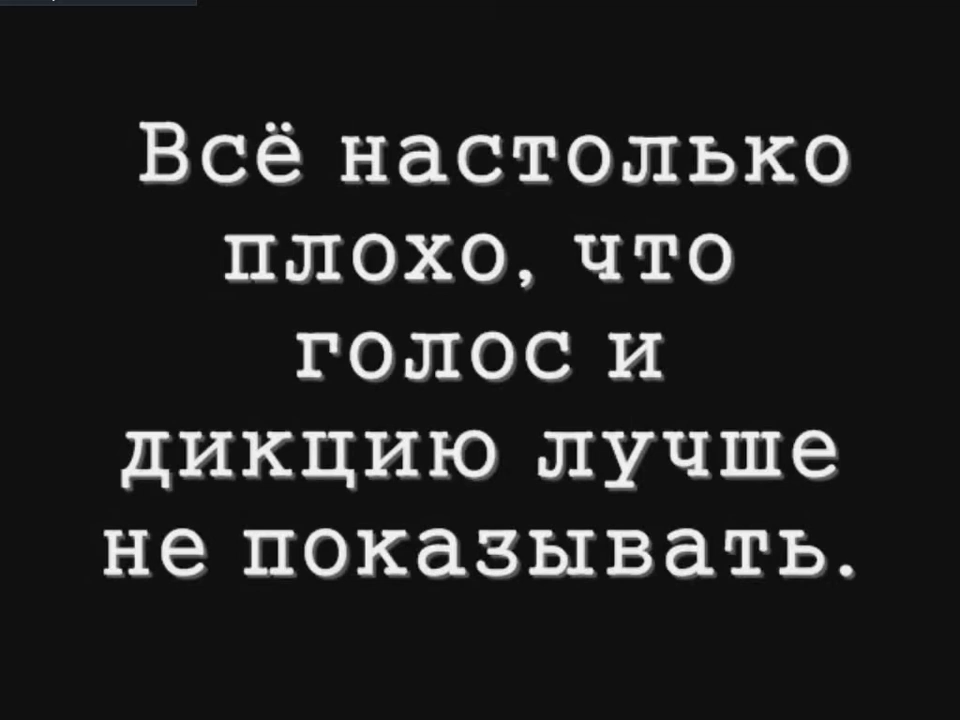 Всё настолько
плохо, что
голос и
дикцию лучше
не показывать.